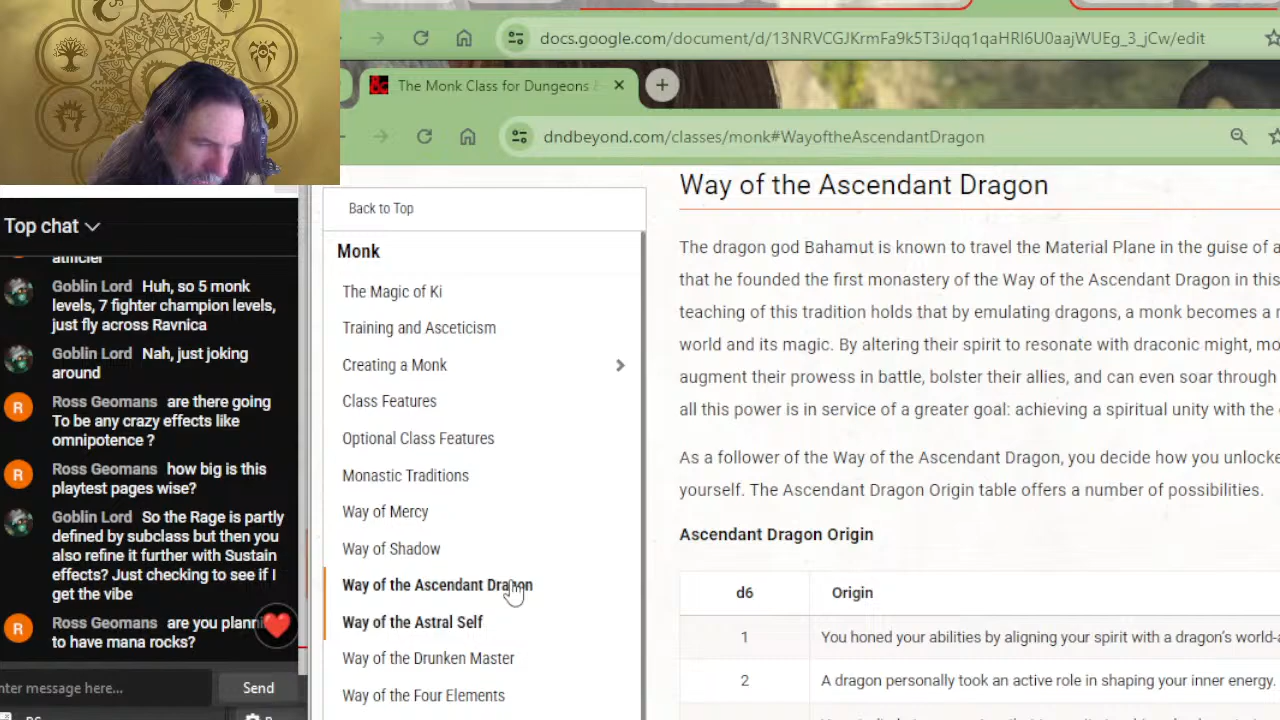 docs.google.com/document/d/13NRVCGJKrmFa9k5T3iJqq1qaHRl6U0aajWUEg_3_jCw/edit
The Monk Class for Dungeons
dndbeyond.com/classes/monk#WayoftheAscendantDragon
Top chat
Goblin Lord Huh, so 5 monk
levels, 7 fighter champion levels,
just fly across Ravnica
Goblin Lord Nah, just joking
around
Ross Geomans are there going
To be any crazy effects like
omnipotence ?
Ross Geomans how big is this
playtest pages wise?
Goblin Lord So the Rage is partly
defined by subclass but then you
also refine it further with Sustain
effects? Just checking to see if I
get the vibe
Ross Geomans are you planni
to have mana rocks?
nter message here...
Send
Back to Top
Monk
The Magic of Ki
Training and Asceticism
Creating a Monk
Class Features
Optional Class Features
Monastic Traditions
Way of Mercy
Way of Shadow
Way of the Ascendant Dragon
Way of the Astral Self
Way of the Drunken Master
Way of the Four Elements
Way of the Ascendant Dragon
The dragon god Bahamut is known to travel the Material Plane in the guise of a
that he founded the first monastery of the Way of the Ascendant Dragon in this
teaching of this tradition holds that by emulating dragons, a monk becomes a
world and its magic. By altering their spirit to resonate with draconic might, mo
augment their prowess in battle, bolster their allies, and can even soar through
all this power is in service of a greater goal: achieving a spiritual unity with the
As a follower of the Way of the Ascendant Dragon, you decide how you unlocke
yourself. The Ascendant Dragon Origin table offers a number of possibilities.
Ascendant Dragon Origin
d6 Origin
1 You honed your abilities by aligning your spirit with a dragon's world-a
2 A dragon personally took an active role in shaping your inner energy.